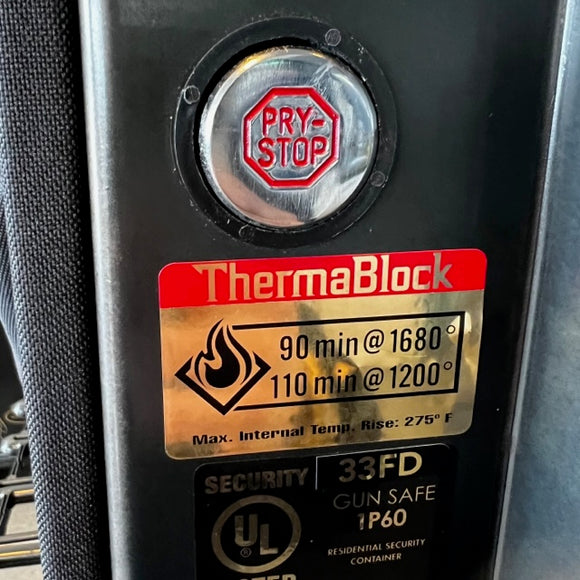 PRY-
STOP
ThermaBlock
90 min @ 1680°
110 min @ 1200°
Max. Internal Temp. Rise: 275° F
SECURITY
33FD
GUN SAFE
1P60
UL
®
RESIDENTIAL SECURITY
CONTAINER